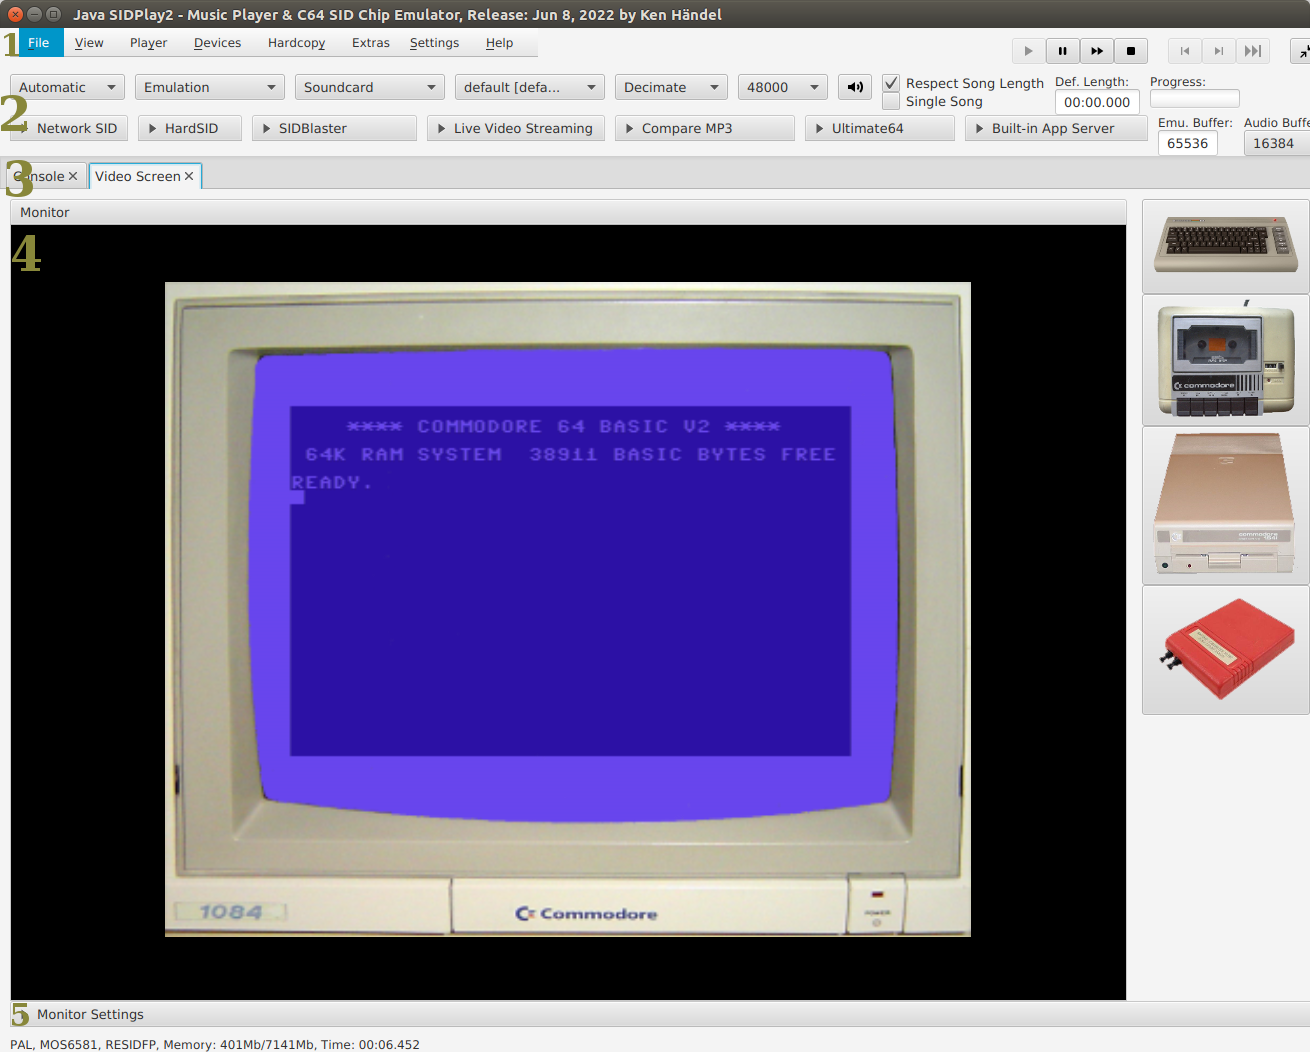 Java SIDPlay2 - Music Player & C64 SID Chip Emulator, Release: Jun 8, 2022 by Ken Händel
1 File View Player Devices Hardcopy Extras Settings Help
Automatic Emulation Soundcard default [defa... Decimate 48000 Respect Song Length Def. Length: Progress:
Single Song 00:00.000
2 Network SID HardSID SIDBlaster Live Video Streaming Compare MP3 Ultimate64 Built-in App Server Emu. Buffer: Audio Buffe
65536 16384
3 Console Video Screen
Monitor
4
**** COMMODORE 64 BASIC V2 ****
64K RAM SYSTEM 38911 BASIC BYTES FREE
READY.
commodore
commodore
1084 Commodore POWER
5 Monitor Settings
PAL, MOS6581, RESIDFP, Memory: 401Mb/7141Mb, Time: 00:06.452